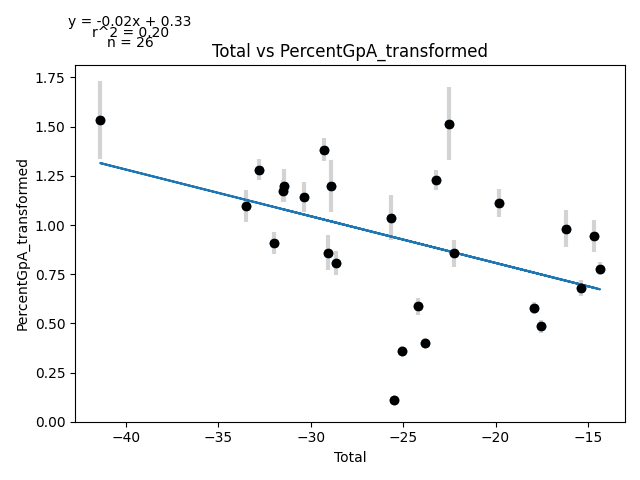 y = -0.02x + 0.33
r^2 = 0.20
n = 26
Total vs PercentGpA_transformed
PercentGpA_transformed
1.75
1.50
1.25
1.00
0.75
0.50
0.25
0.00
−40 −35 −30 −25 −20 −15
Total